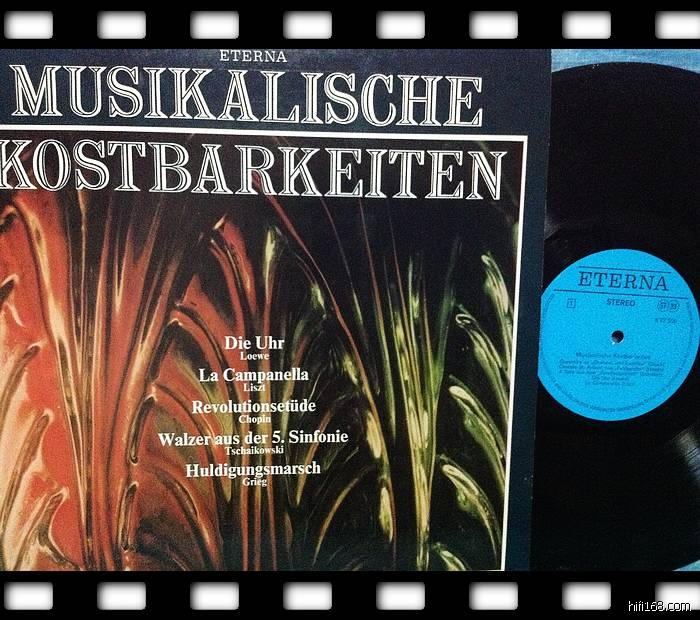 ETERNA
MUSIKALISCHE
KOSTBARKEITEN
Die Uhr
Loewe
La Campanella
Liszt
Revolutionsetüde
Chopin
Walzer aus der 5. Sinfonie
Tschaikowski
Huldigungsmarsch
Grieg
ETERNA
1
STEREO
Musikalische Kostbarkeiten
hifi168.com